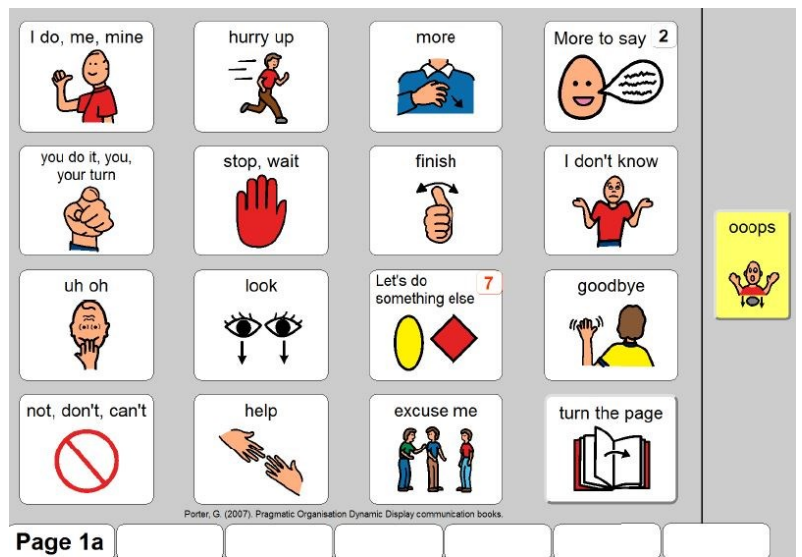 I do, me, mine
hurry up
more
More to say 2
you do it, you,
your turn
stop, wait
finish
I don't know
ooops
uh oh
look
Let's do
something else
7
goodbye
not, don't, can't
help
excuse me
turn the page
Porter, G. (2007). Pragmatic Organisation Dynamic Display communication books.
Page 1a